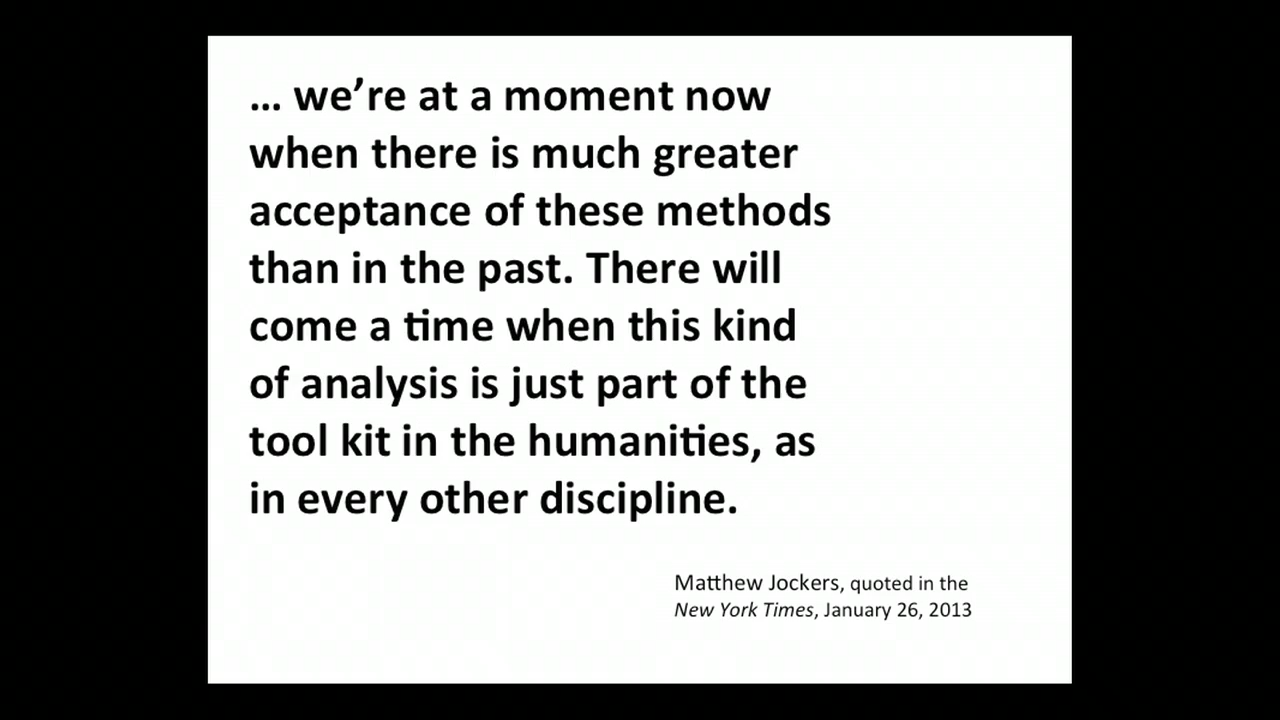 … we’re at a moment now
when there is much greater
acceptance of these methods
than in the past. There will
come a time when this kind
of analysis is just part of the
tool kit in the humanities, as
in every other discipline.
Matthew Jockers, quoted in the
New York Times, January 26, 2013